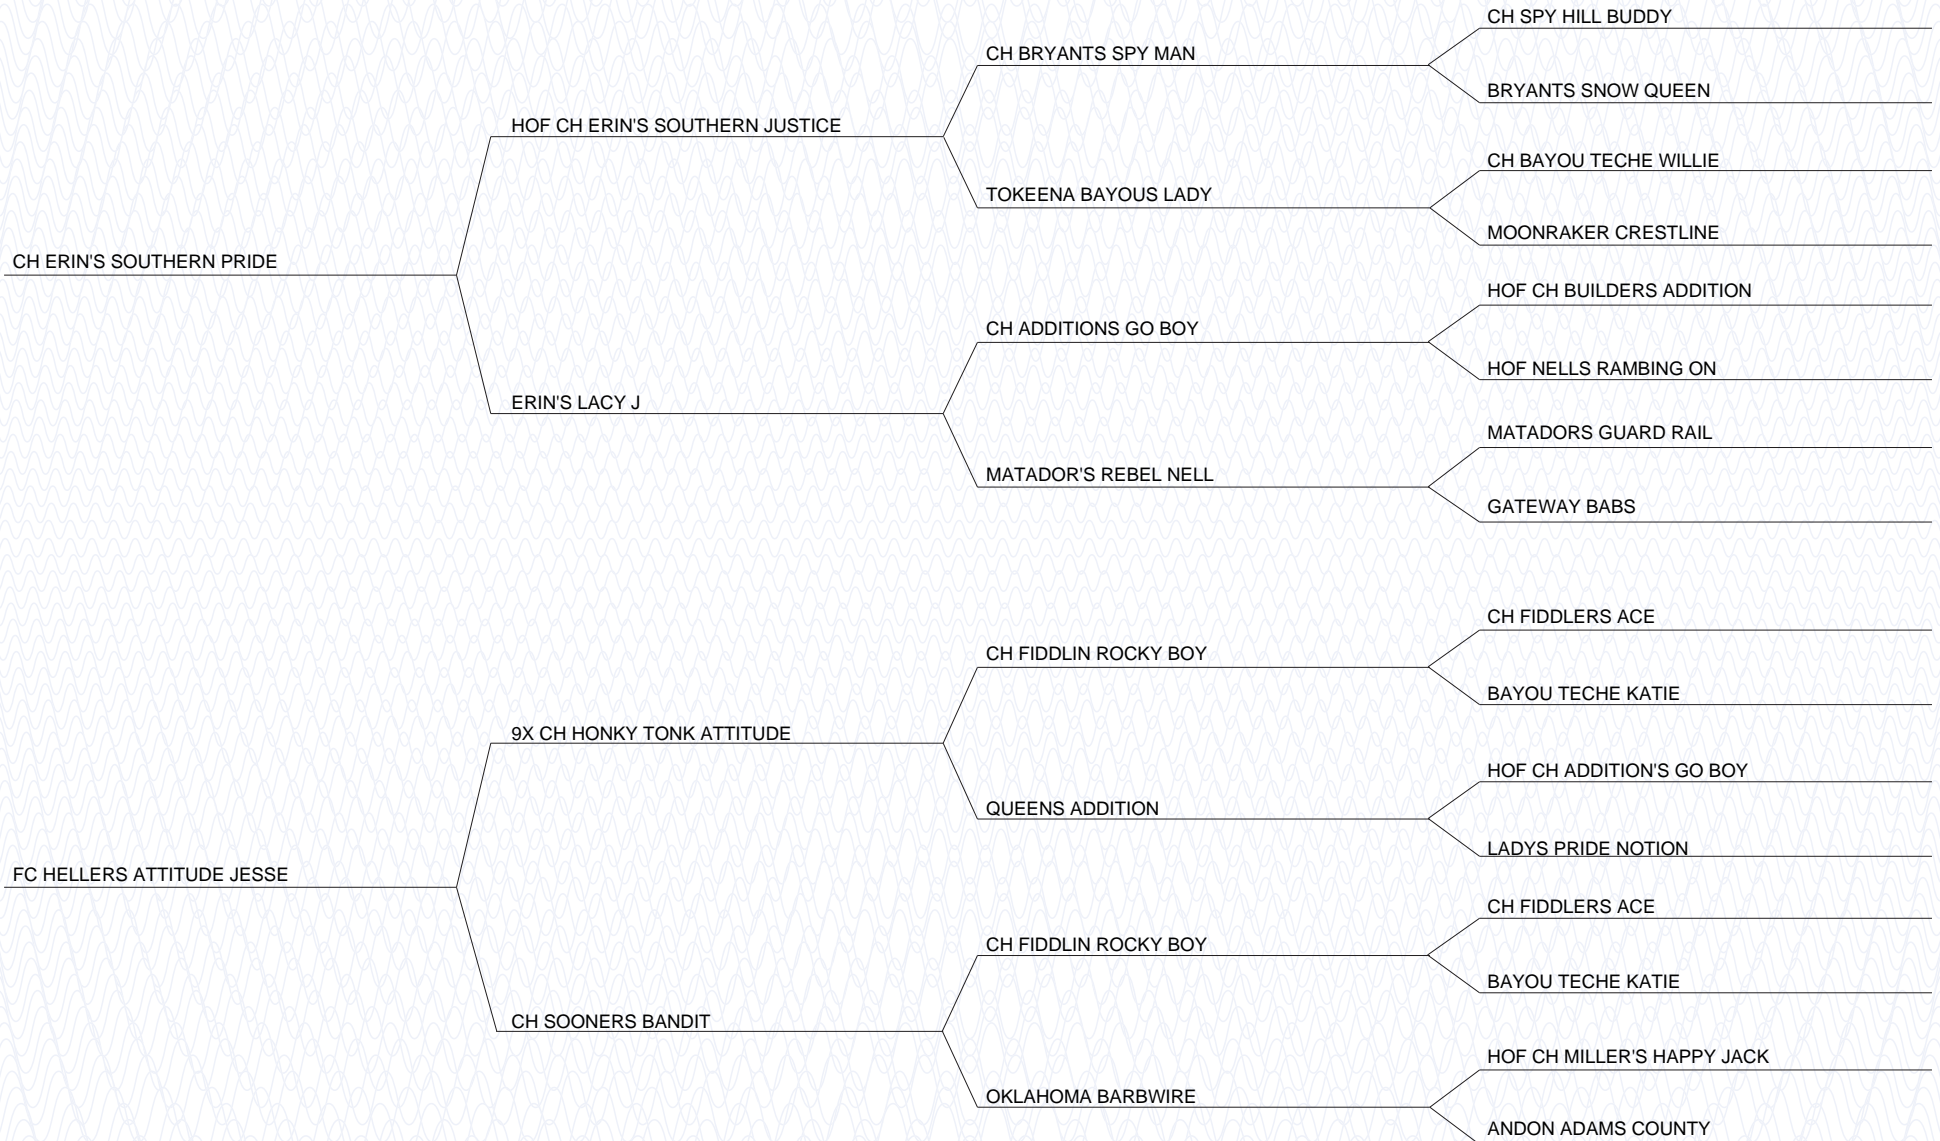 CH SPY HILL BUDDY
CH BRYANTS SPY MAN
BRYANTS SNOW QUEEN
HOF CH ERIN'S SOUTHERN JUSTICE
CH BAYOU TECHE WILLIE
TOKEENA BAYOUS LADY
MOONRAKER CRESTLINE
CH ERIN'S SOUTHERN PRIDE
HOF CH BUILDERS ADDITION
CH ADDITIONS GO BOY
HOF NELLS RAMBING ON
ERIN'S LACY J
MATADORS GUARD RAIL
MATADOR'S REBEL NELL
GATEWAY BABS
CH FIDDLERS ACE
CH FIDDLIN ROCKY BOY
BAYOU TECHE KATIE
9X CH HONKY TONK ATTITUDE
HOF CH ADDITION'S GO BOY
QUEENS ADDITION
LADYS PRIDE NOTION
FC HELLERS ATTITUDE JESSE
CH FIDDLERS ACE
CH FIDDLIN ROCKY BOY
BAYOU TECHE KATIE
CH SOONERS BANDIT
HOF CH MILLER'S HAPPY JACK
OKLAHOMA BARBWIRE
ANDON ADAMS COUNTY